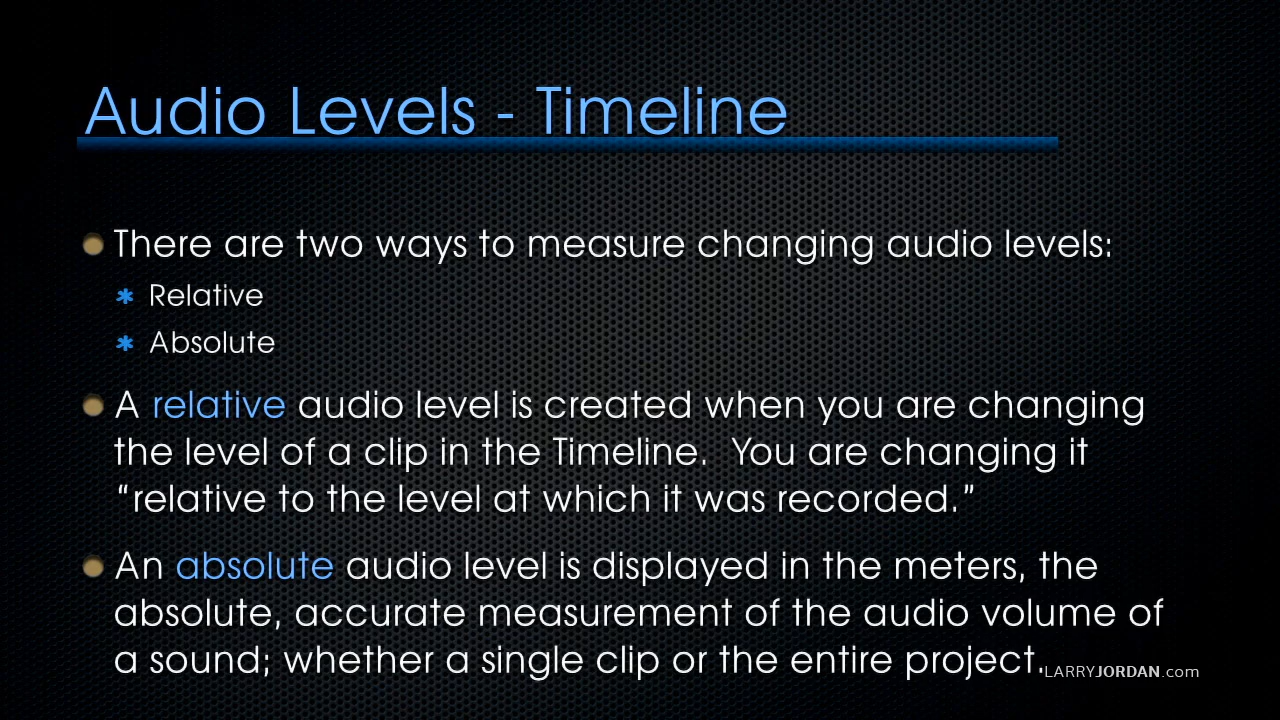 Audio Levels - Timeline
There are two ways to measure changing audio levels:
Relative
Absolute
A relative audio level is created when you are changing
the level of a clip in the Timeline.  You are changing it
“relative to the level at which it was recorded.”
An absolute audio level is displayed in the meters, the
absolute, accurate measurement of the audio volume of
a sound; whether a single clip or the entire project.
LARRYJORDAN.com